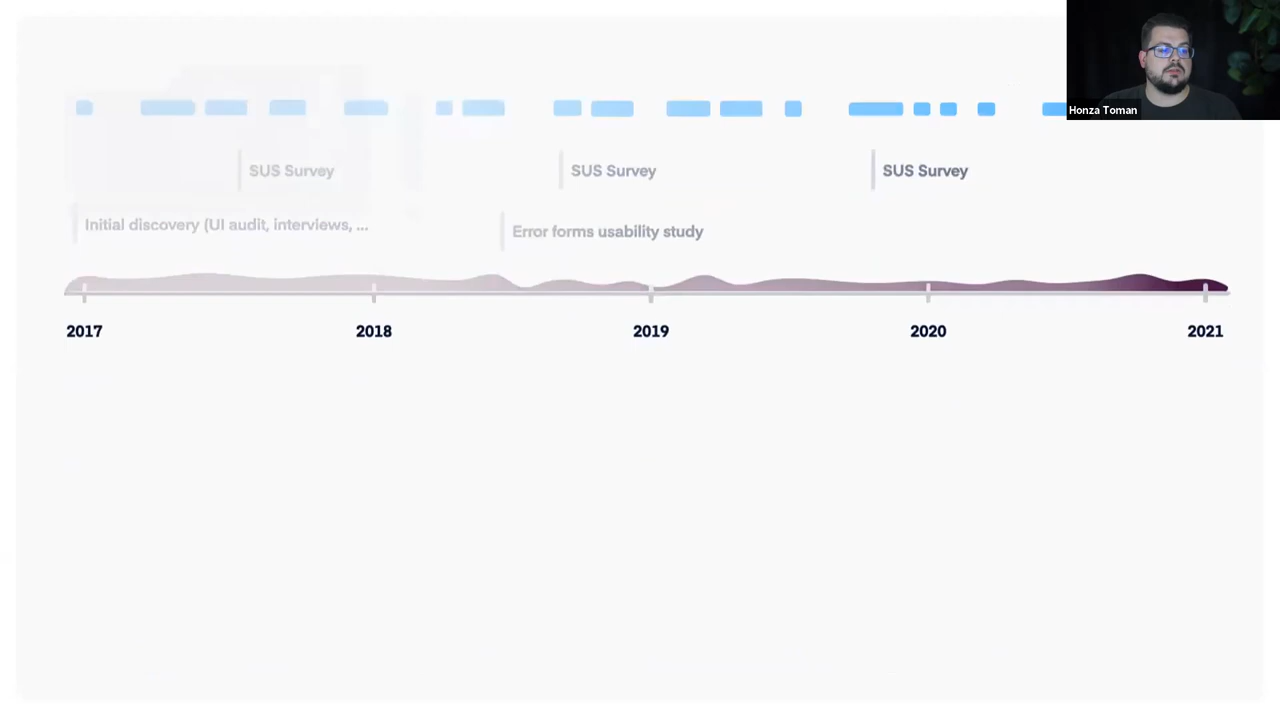 Honza Toman
SUS Survey
SUS Survey
SUS Survey
Initial discovery (UI audit, interviews, ...
Error forms usability study
2017
2018
2019
2020
2021